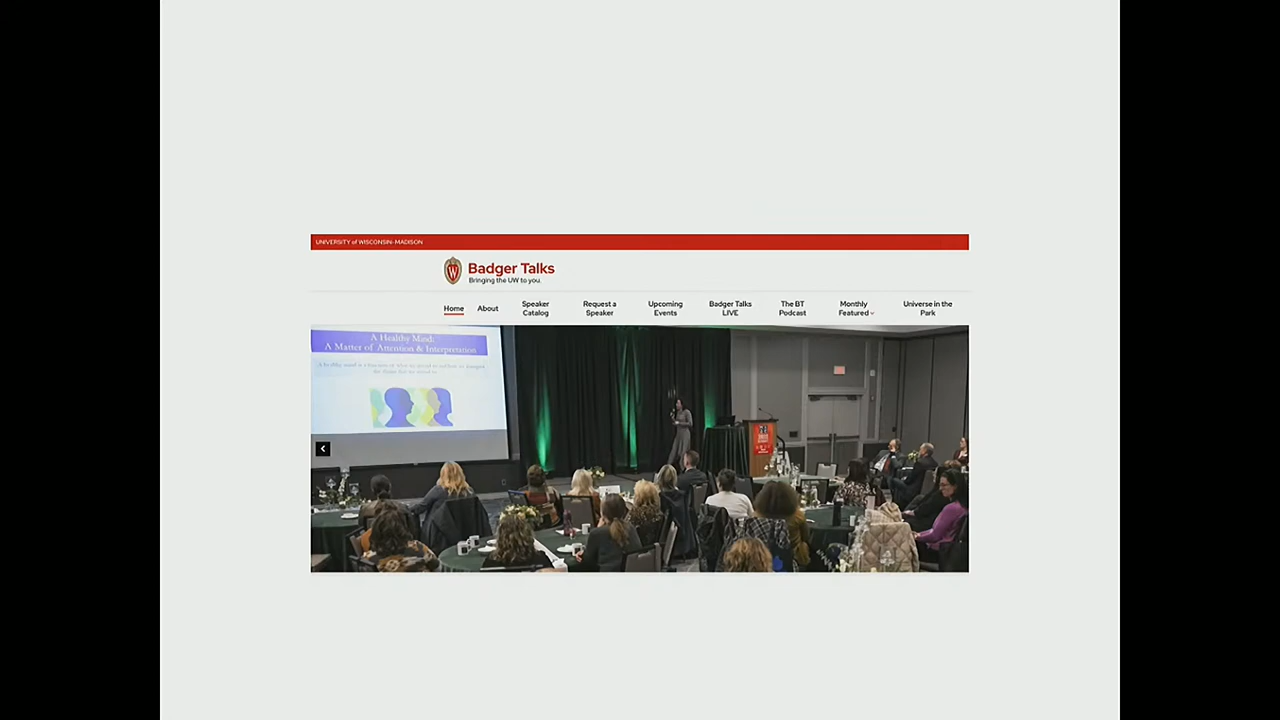 UNIVERSITY of WISCONSIN-MADISON
Badger Talks
Bringing the UW to you.
Home
About
Speaker
Catalog
Request a
Speaker
Upcoming
Events
Badger Talks
LIVE
The BT
Podcast
Monthly
Featured
Universe in the
Park
A Healthy Mind:
A Matter of Attention & Interpretation